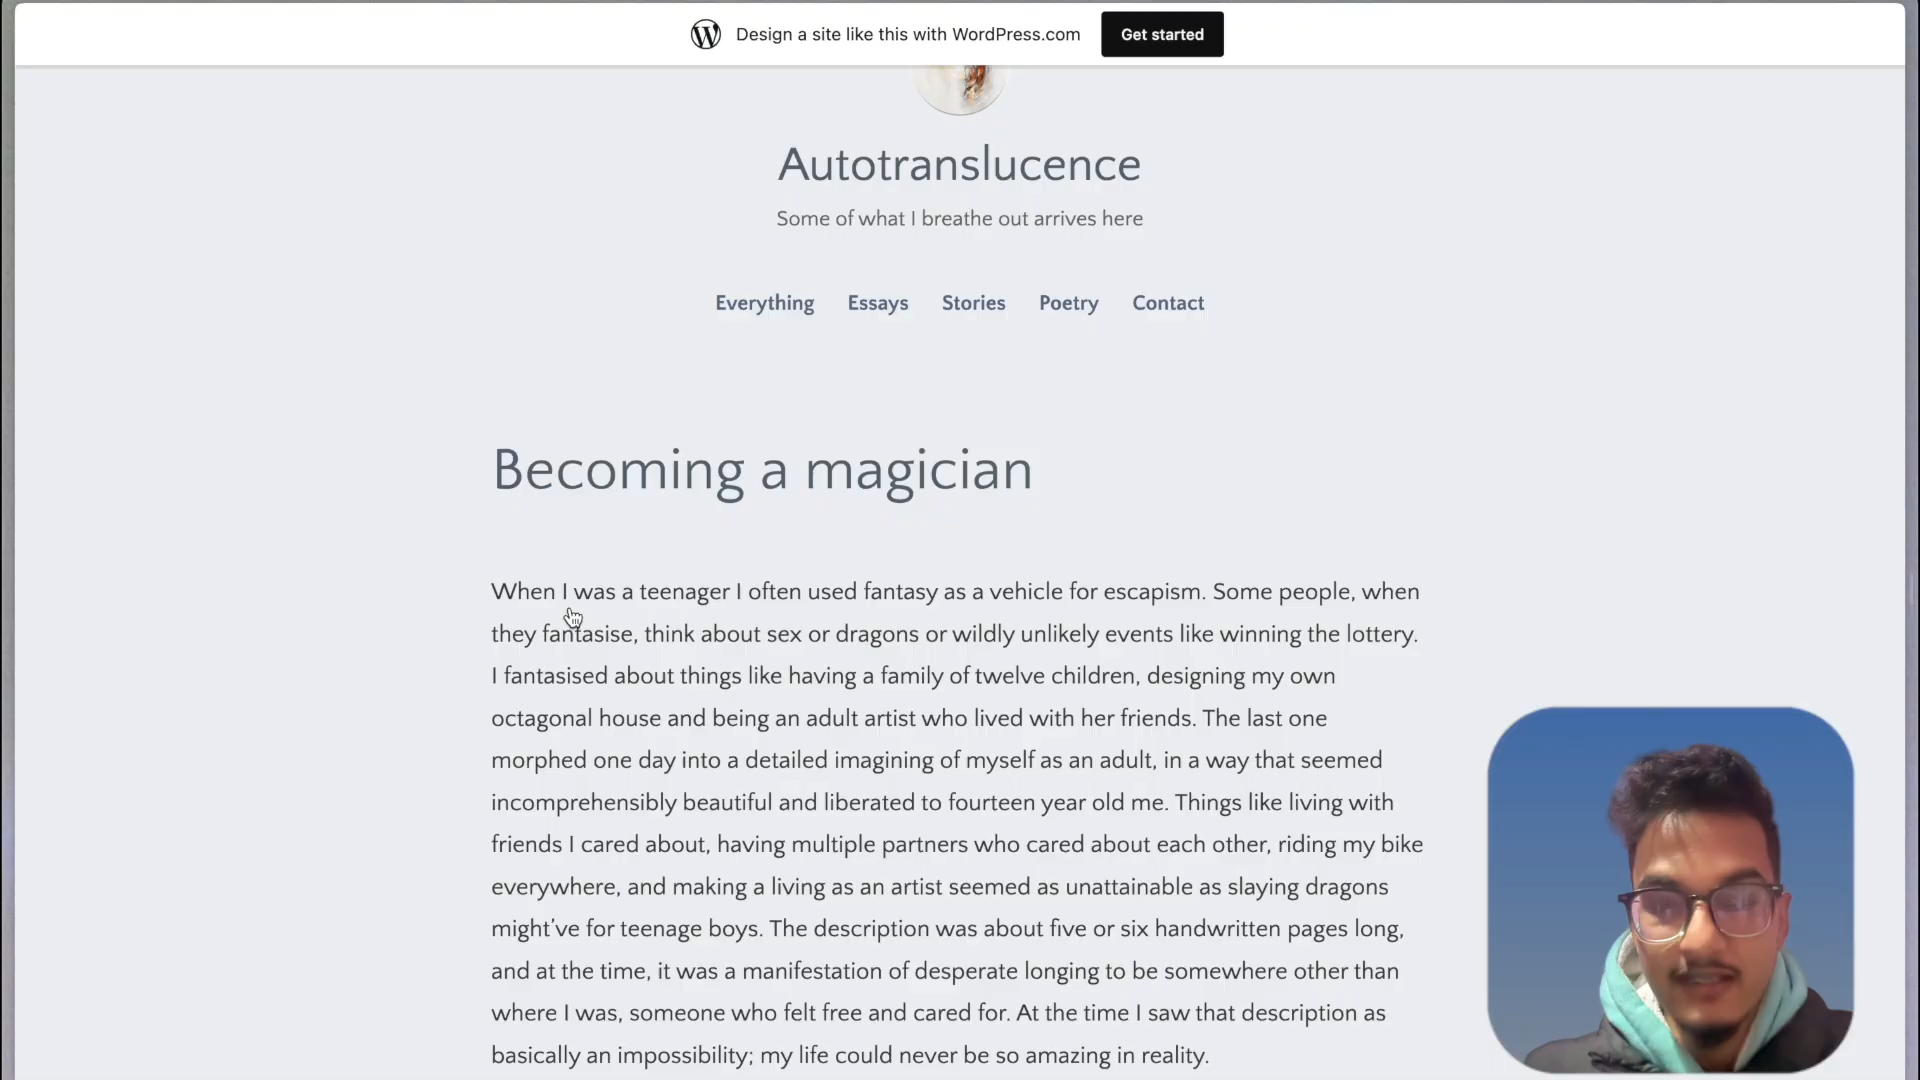 Design a site like this with WordPress.com Get started
Autotranslucence
Some of what I breathe out arrives here
Everything Essays Stories Poetry Contact
Becoming a magician
When I was a teenager I often used fantasy as a vehicle for escapism. Some people, when
they fantasise, think about sex or dragons or wildly unlikely events like winning the lottery.
I fantasised about things like having a family of twelve children, designing my own
octagonal house and being an adult artist who lived with her friends. The last one
morphed one day into a detailed imagining of myself as an adult, in a way that seemed
incomprehensibly beautiful and liberated to fourteen year old me. Things like living with
friends I cared about, having multiple partners who cared about each other, riding my bike
everywhere, and making a living as an artist seemed as unattainable as slaying dragons
might’ve for teenage boys. The description was about five or six handwritten pages long,
and at the time, it was a manifestation of desperate longing to be somewhere other than
where I was, someone who felt free and cared for. At the time I saw that description as
basically an impossibility; my life could never be so amazing in reality.